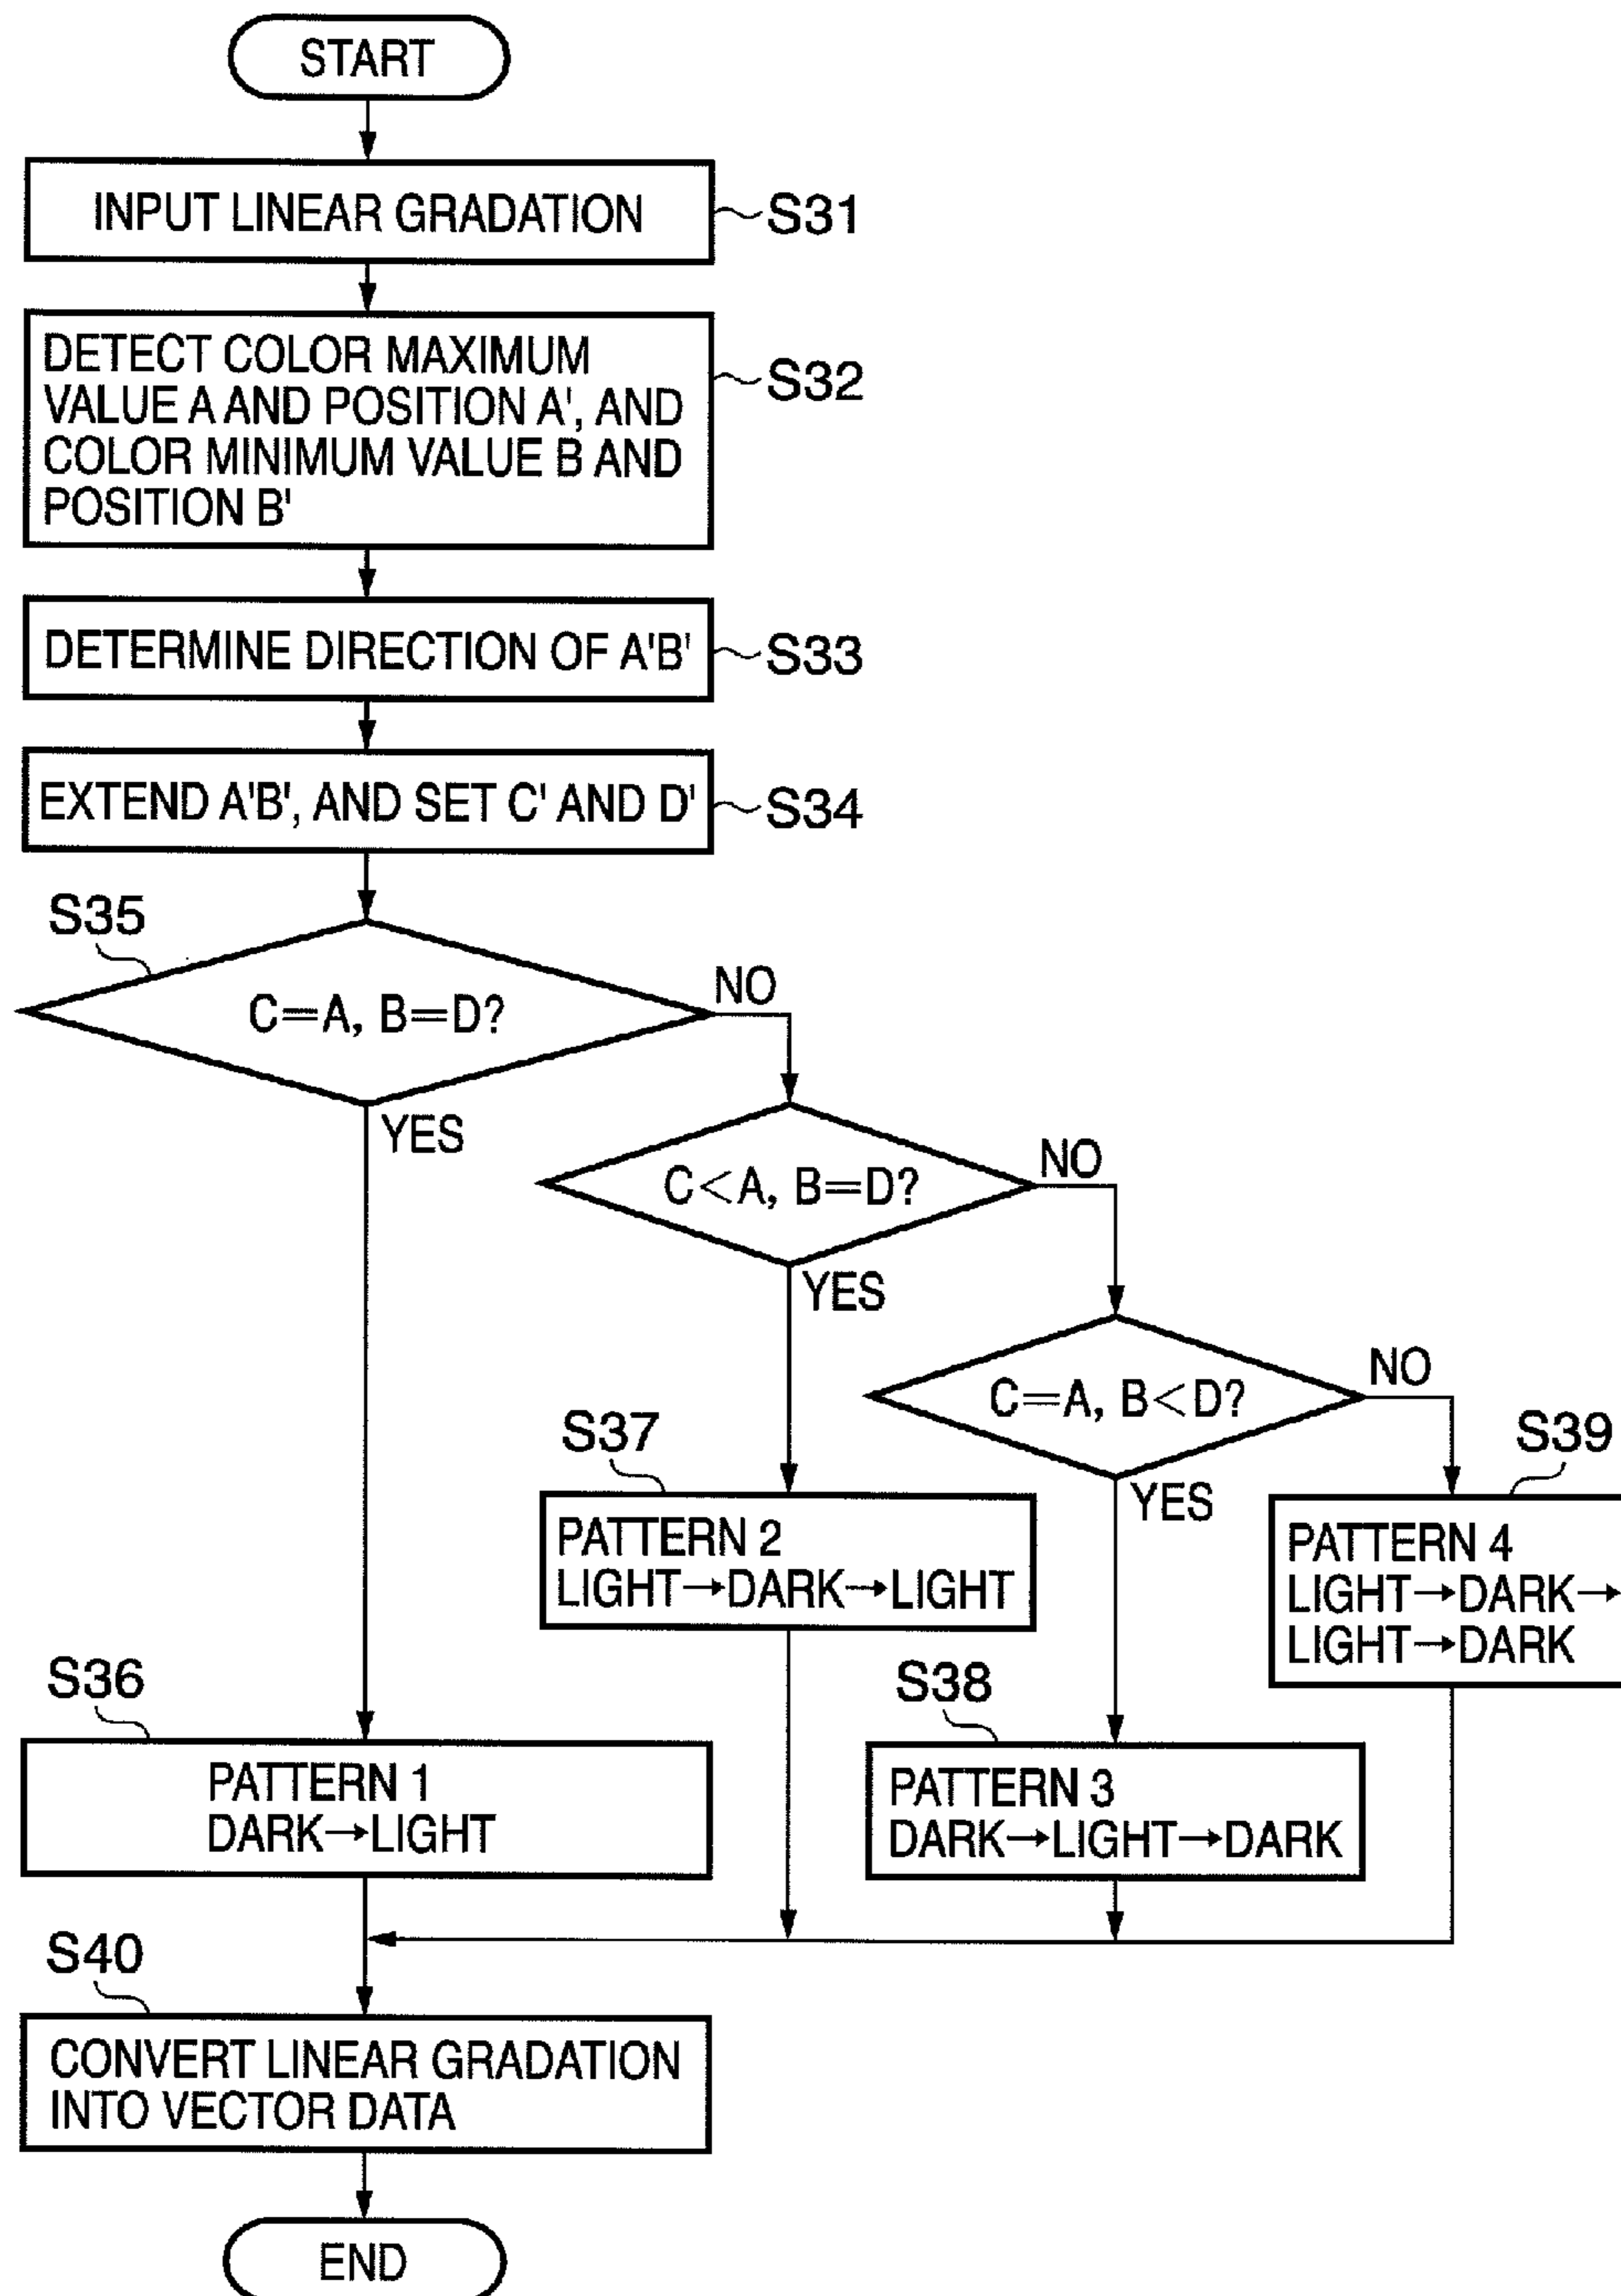 START
INPUT LINEAR GRADATION
S31
DETECT COLOR MAXIMUM
VALUE A AND POSITION A', AND
COLOR MINIMUM VALUE B AND
POSITION B'
S32
DETERMINE DIRECTION OF A'B'
S33
EXTEND A'B', AND SET C' AND D'
S34
S35
C=A, B=D?
NO
YES
C<A, B=D?
NO
YES
C=A, B<D?
NO
YES
S37
PATTERN 2
LIGHT→DARK→LIGHT
S39
PATTERN 4
LIGHT→DARK→
LIGHT→DARK
S36
PATTERN 1
DARK→LIGHT
S38
PATTERN 3
DARK→LIGHT→DARK
S40
CONVERT LINEAR GRADATION
INTO VECTOR DATA
END